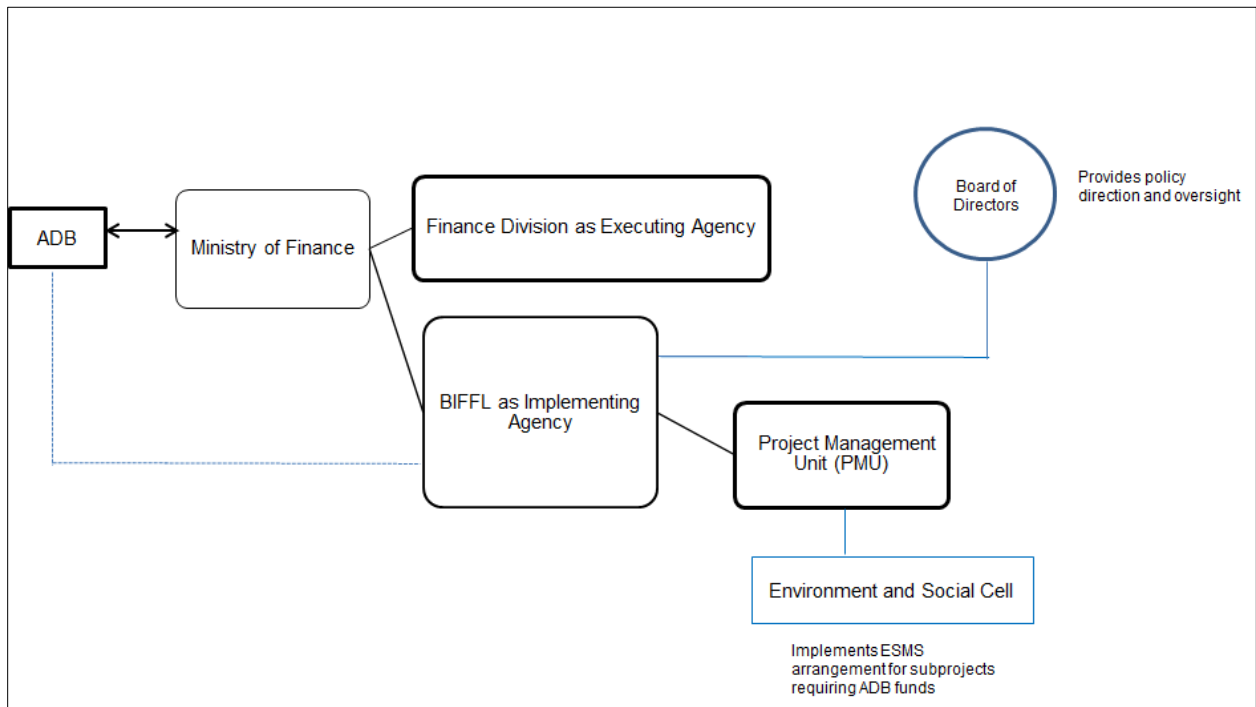 ADB
Ministry of Finance
Finance Division as Executing Agency
Board of
Directors
Provides policy
direction and oversight
BIFFL as Implementing
Agency
Project Management
Unit (PMU)
Environment and Social Cell
Implements ESMS
arrangement for subprojects
requiring ADB funds